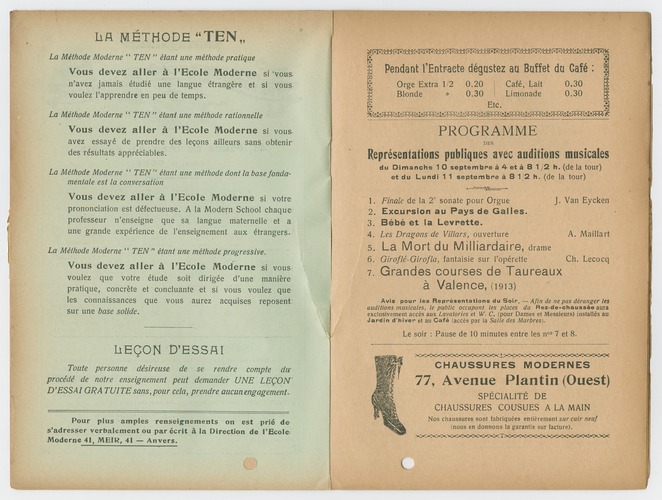 LA MÉTHODE "TEN„
La Méthode Moderne " TEN " étant une méthode pratique
Vous devez aller à l'Ecole Moderne si vous
n'avez jamais étudié une langue étrangère et si vous
voulez l'apprendre en peu de temps.
La Méthode Moderne " TEN " étant une méthode rationnelle
Vous devez aller à l'Ecole Moderne si vous
avez essayé de prendre des leçons ailleurs sans obtenir
des résultats appréciables.
La Méthode Moderne " TEN " étant une méthode dont la base fonda-
mentale est la conversation
Vous devez aller à l'Ecole Moderne si votre
prononciation est défectueuse. A la Modern School chaque
professeur n'enseigne que sa langue maternelle et a
une grande expérience de l'enseignement aux étrangers.
La Méthode Moderne " TEN " étant une méthode progressive.
Vous devez aller à l'Ecole Moderne si vous
voulez que votre étude soit dirigée d'une manière
pratique, concrète et concluante et si vous voulez que
les connaissances que vous aurez acquises reposent
sur une base solide.
LEÇON D'ESSAI
Toute personne désireuse de se rendre compte du
procédé de notre enseignement peut demander UNE LEÇON
D'ESSAI GRATUITE sans, pour cela, prendre aucun engagement.
Pour plus amples renseignements on est prié de
s'adresser verbalement ou par écrit à la Direction de l'Ecole
Moderne 41, MEIR, 41 — Anvers.
Pendant l'Entracte dégustez au Buffet du Café :
Orge Extra 1/2 0.20 Café, Lait 0.30
Blonde » 0.30 Limonade 0.30
Etc.
PROGRAMME
DES
Représentations publiques avec auditions musicales
du Dimanche 10 septembre à 4 et à 8 1/2 h. (de la tour)
et du Lundi 11 septembre à 8 1/2 h. (de la tour)
1. Finale de la 2e sonate pour Orgue J. Van Eycken
2. Excursion au Pays de Galles.
3. Bébé et la Levrette.
4. Les Dragons de Villars, ouverture A. Maillart
5. La Mort du Milliardaire, drame
6. Giroflé-Girofla, fantaisie sur l'opérette Ch. Lecocq
7. Grandes courses de Taureaux
à Valence, (1913)
Avis pour les Représentations du Soir. — Afin de ne pas déranger les
auditions musicales, le public occupant les places du Rez-de-chaussée aura
exclusivement accès aux Lavatories et W. C. (pour Dames et Messieurs) installés au
Jardin d'hiver et au Café (accès par la Salle des Marbres).
Le soir : Pause de 10 minutes entre les nos 7 et 8.
CHAUSSURES MODERNES
77, Avenue Plantin (Ouest)
SPÉCIALITÉ DE
CHAUSSURES COUSUES A LA MAIN
Nos chaussures sont fabriquées entièrement sur cuir neuf
(nous en donnons la garantie sur facture).